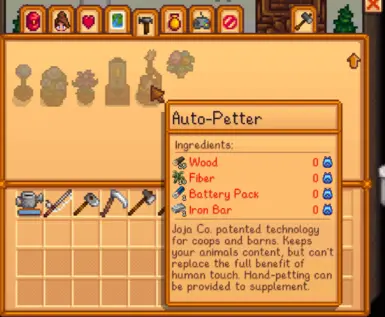 Auto-Petter
Ingredients:
Wood 0
Fiber 0
Battery Pack 0
Iron Bar 0
Joja Co. patented technology
for coops and barns. Keeps
your animals content, but can't
replace the full benefit of
human touch. Hand-petting can
be provided to supplement.